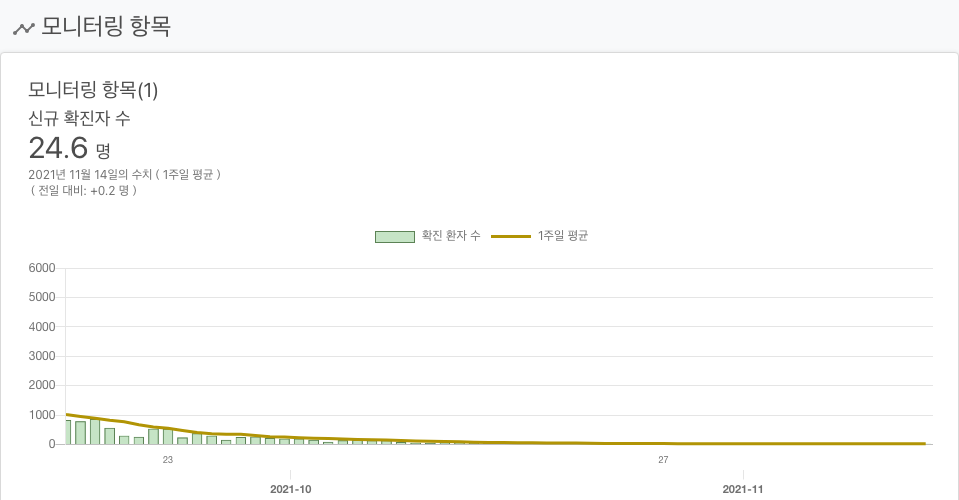 모니터링 항목
모니터링 항목(1)
신규 확진자 수
24.6 명
2021년 11월 14일의 수치 ( 1주일 평균 )
( 전일 대비: +0.2 명 )
확진 환자 수 1주일 평균
6000
5000
4000
3000
2000
1000
0
23 27
2021-10 2021-11